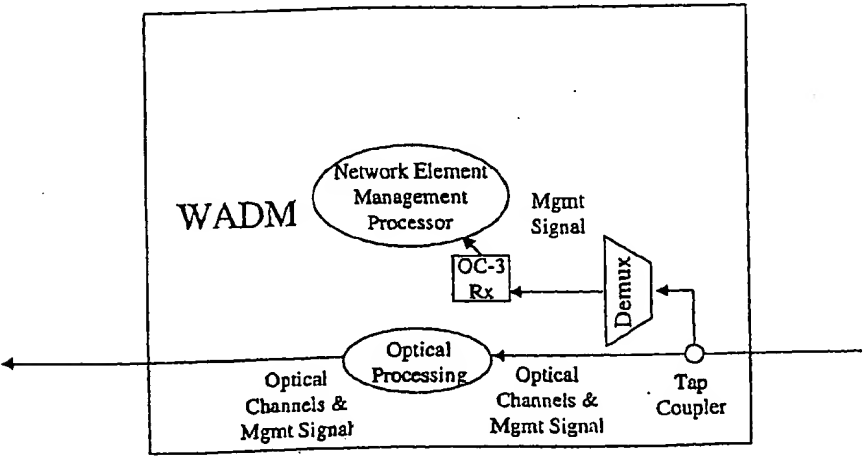 Network Element
Management
Processor
WADM
Mgmt
Signal
OC-3
Rx
Demux
Optical
Processing
Optical
Channels &
Mgmt Signal
Optical
Channels &
Mgmt Signal
Tap
Coupler